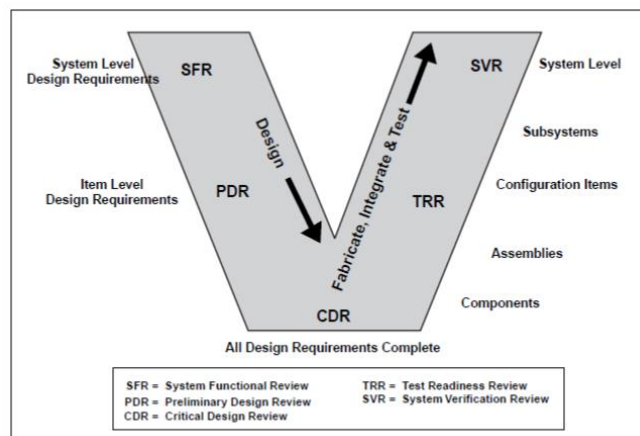 System Level
Design Requirements
SFR
SVR
System Level
Design
Fabricate, Integrate & Test
Subsystems
Item Level
Design Requirements
PDR
TRR
Configuration Items
Assemblies
Components
CDR
All Design Requirements Complete
SFR = System Functional Review
PDR = Preliminary Design Review
CDR = Critical Design Review
TRR = Test Readiness Review
SVR = System Verification Review